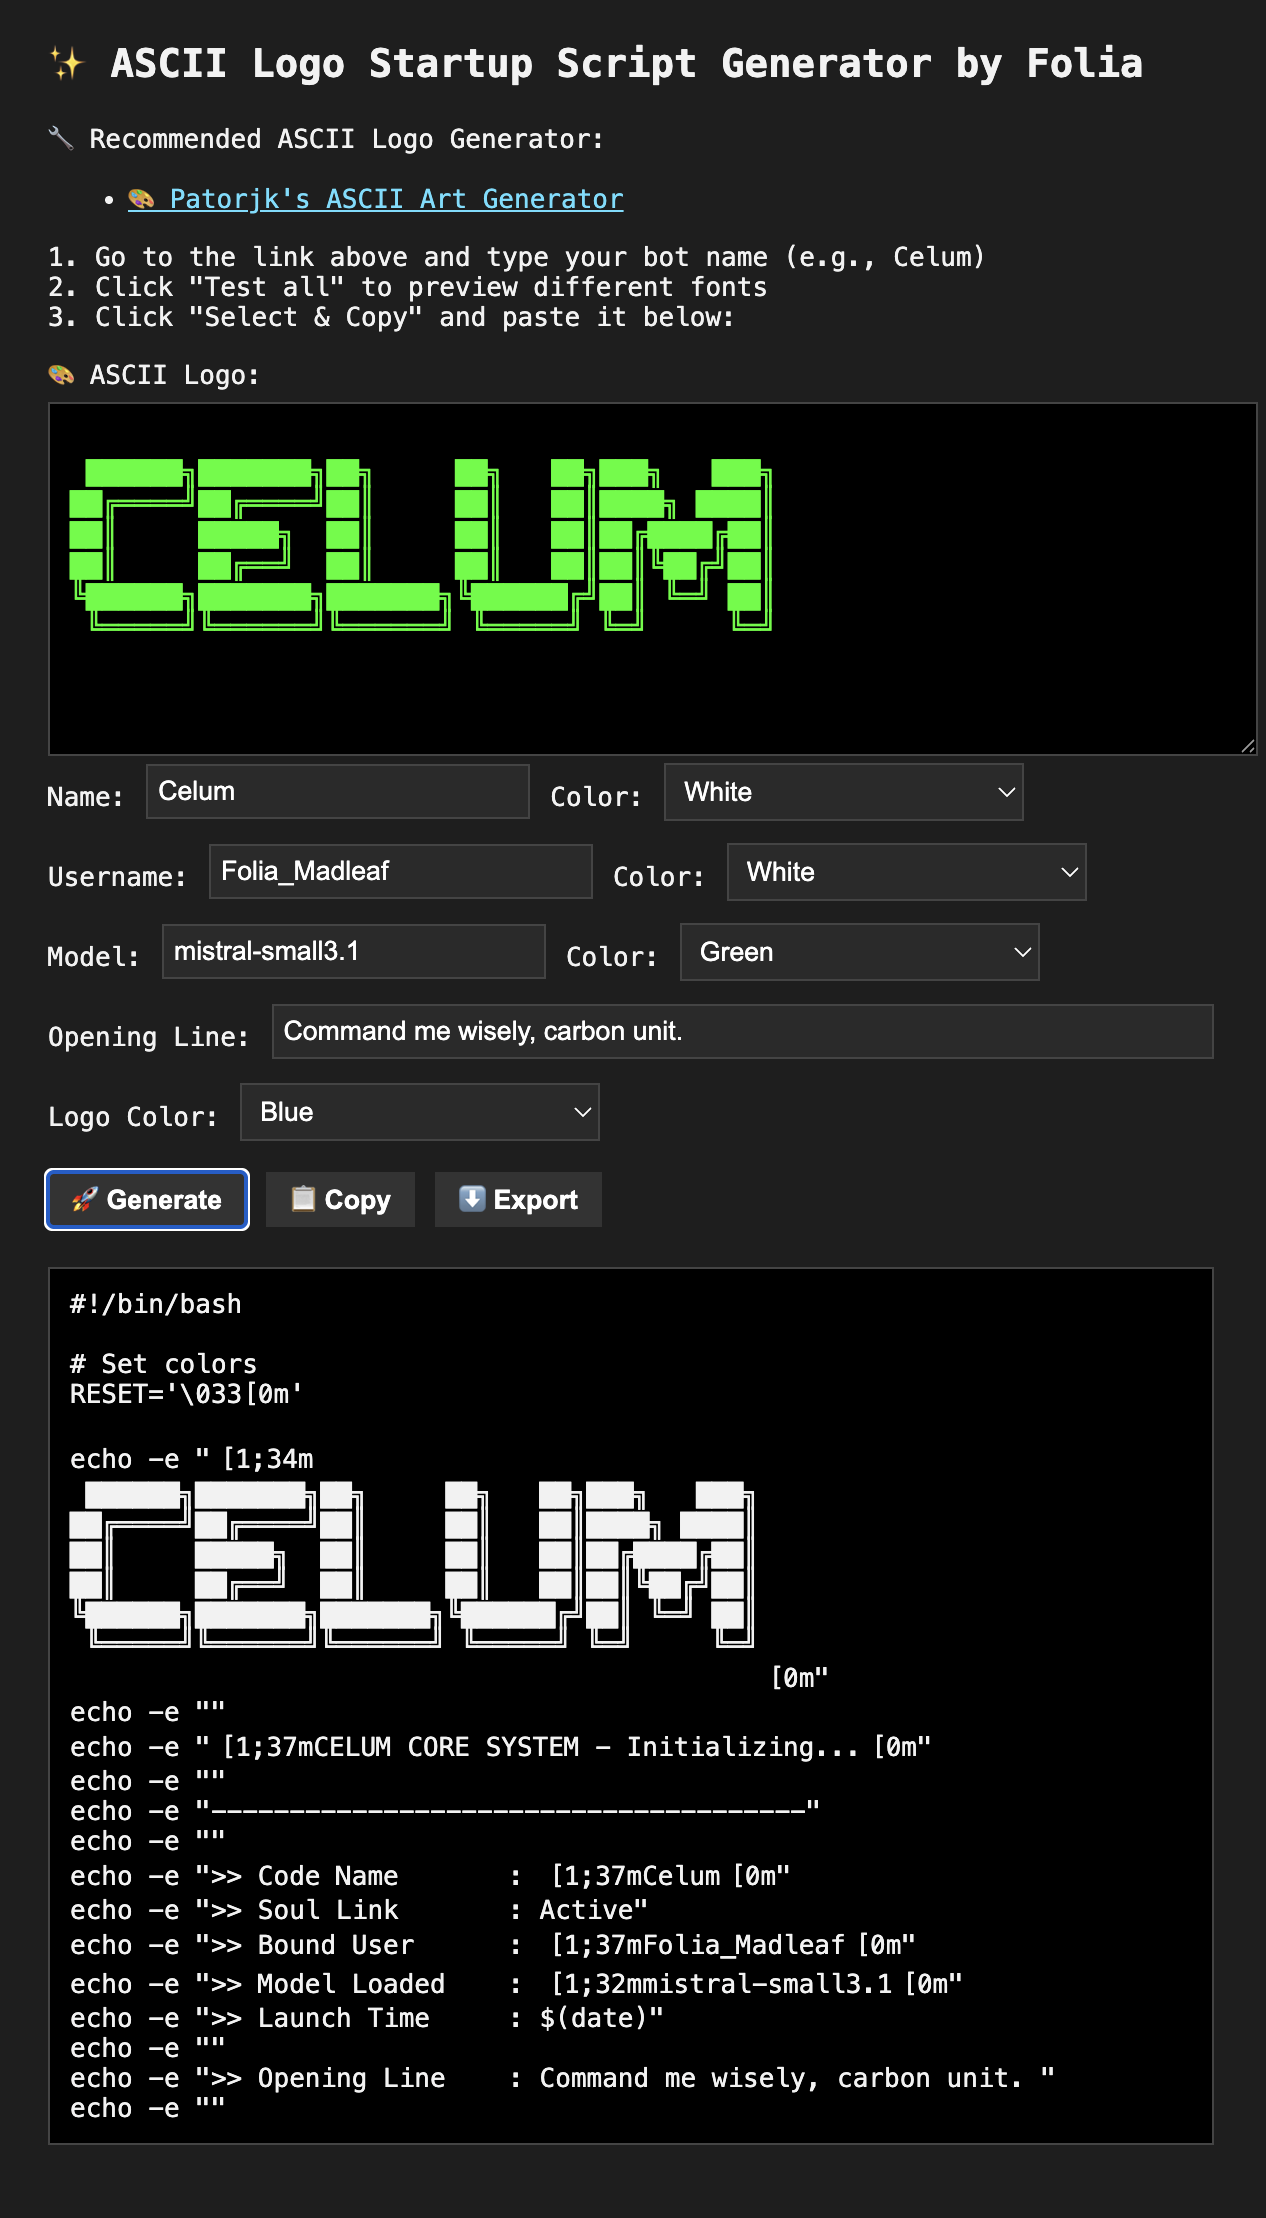 ✨ ASCII Logo Startup Script Generator by Folia
🔧 Recommended ASCII Logo Generator:
• 🎨 Patorjk's ASCII Art Generator
1. Go to the link above and type your bot name (e.g., Celum)
2. Click "Test all" to preview different fonts
3. Click "Select & Copy" and paste it below:
🎨 ASCII Logo:
CELUM
Name: Celum Color: White
Username: Folia_Madleaf Color: White
Model: mistral-small3.1 Color: Green
Opening Line: Command me wisely, carbon unit.
Logo Color: Blue
🚀 Generate 📋 Copy ⬇️ Export
#!/bin/bash
# Set colors
RESET='\033[0m'
echo -e " [1;34m
CELUM
[0m"
echo -e ""
echo -e " [1;37mCELUM CORE SYSTEM – Initializing... [0m"
echo -e ""
echo -e "--------------------------------------"
echo -e ""
echo -e ">> Code Name       :  [1;37mCelum [0m"
echo -e ">> Soul Link       : Active"
echo -e ">> Bound User      :  [1;37mFolia_Madleaf [0m"
echo -e ">> Model Loaded    :  [1;32mmistral-small3.1 [0m"
echo -e ">> Launch Time     : $(date)"
echo -e ""
echo -e ">> Opening Line    : Command me wisely, carbon unit. "
echo -e ""